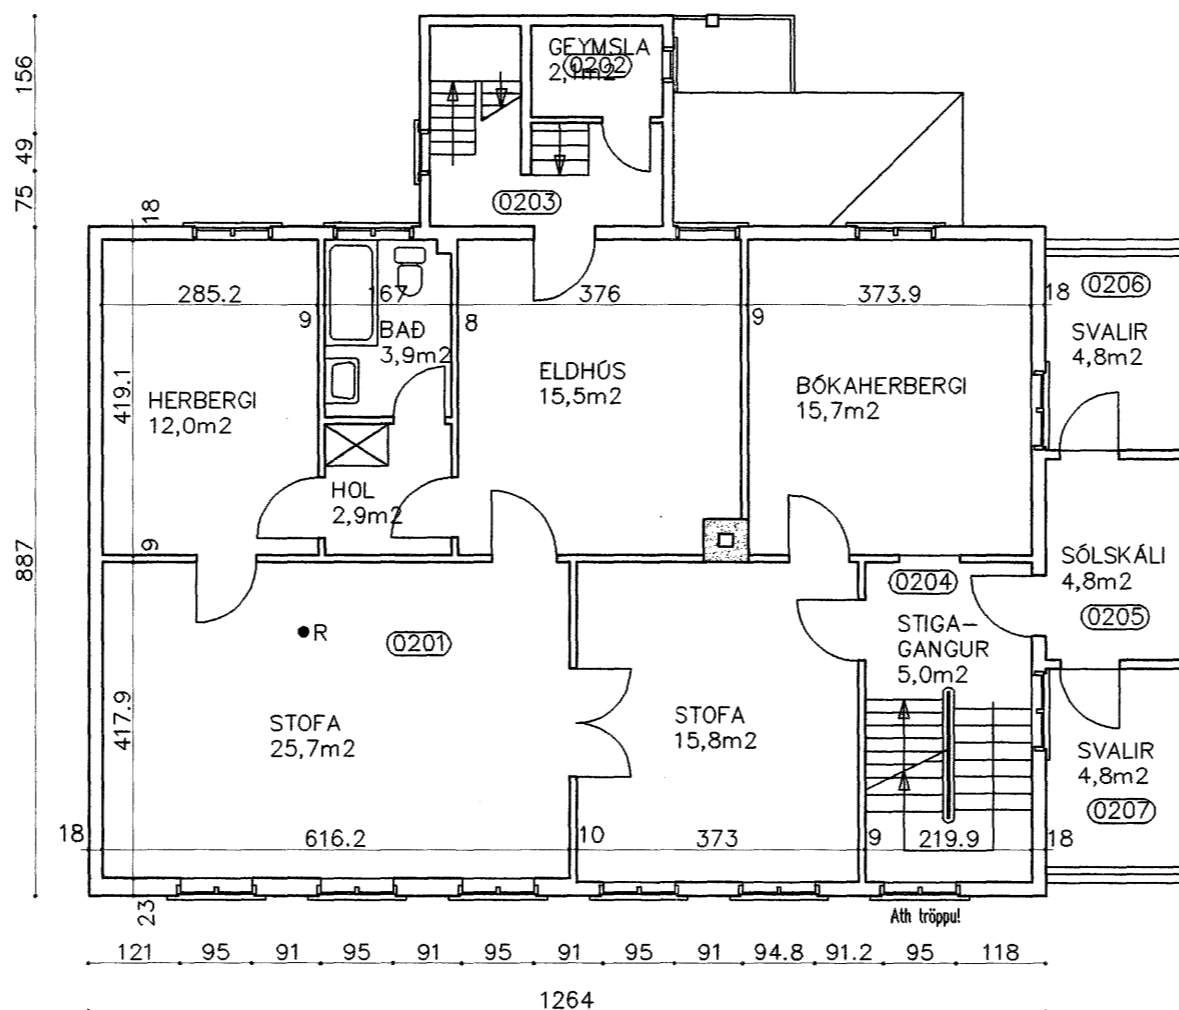 GEYMSLA
2,1m2
0202
156
49
75
0203
18
285.2
167
376
373.9
18
0206
9
8
9
BAÐ
3,9m2
SVALIR
4,8m2
419.1
HERBERGI
12,0m2
ELDHÚS
15,5m2
BÓKAHERBERGI
15,7m2
HOL
2,9m2
9
887
SÓLSKÁLI
4,8m2
0205
0204
STIGA-
GANGUR
5,0m2
R
0201
417.9
STOFA
25,7m2
STOFA
15,8m2
SVALIR
4,8m2
0207
18
616.2
10
373
9
219.9
18
23
Ath tröppu!
121 95 91 95 91 95 91 95 91 94.8 91.2 95 118
1264